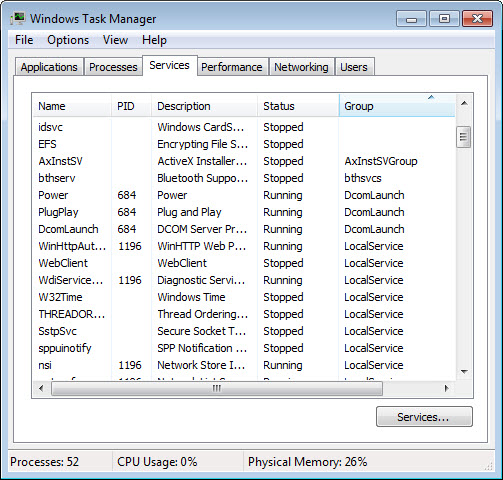 Windows Task Manager
File Options View Help
Applications Processes Services Performance Networking Users
Name PID Description Status Group
idsvc Windows CardS... Stopped
EFS Encrypting File S... Stopped
AxInstSV ActiveX Installer... Stopped AxInstSVGroup
bthserv Bluetooth Suppo... Stopped bthsvcs
Power 684 Power Running DcomLaunch
PlugPlay 684 Plug and Play Running DcomLaunch
DcomLaunch 684 DCOM Server Pr... Running DcomLaunch
WinHttpAut... 1196 WinHTTP Web P... Running LocalService
WebClient WebClient Stopped LocalService
WdiService... 1196 Diagnostic Servi... Running LocalService
W32Time Windows Time Stopped LocalService
THREADOR... Thread Ordering... Stopped LocalService
SstpSvc Secure Socket T... Stopped LocalService
sppuinotify SPP Notification ... Stopped LocalService
nsi 1196 Network Store I... Running LocalService
Services...
Processes: 52 CPU Usage: 0% Physical Memory: 26%